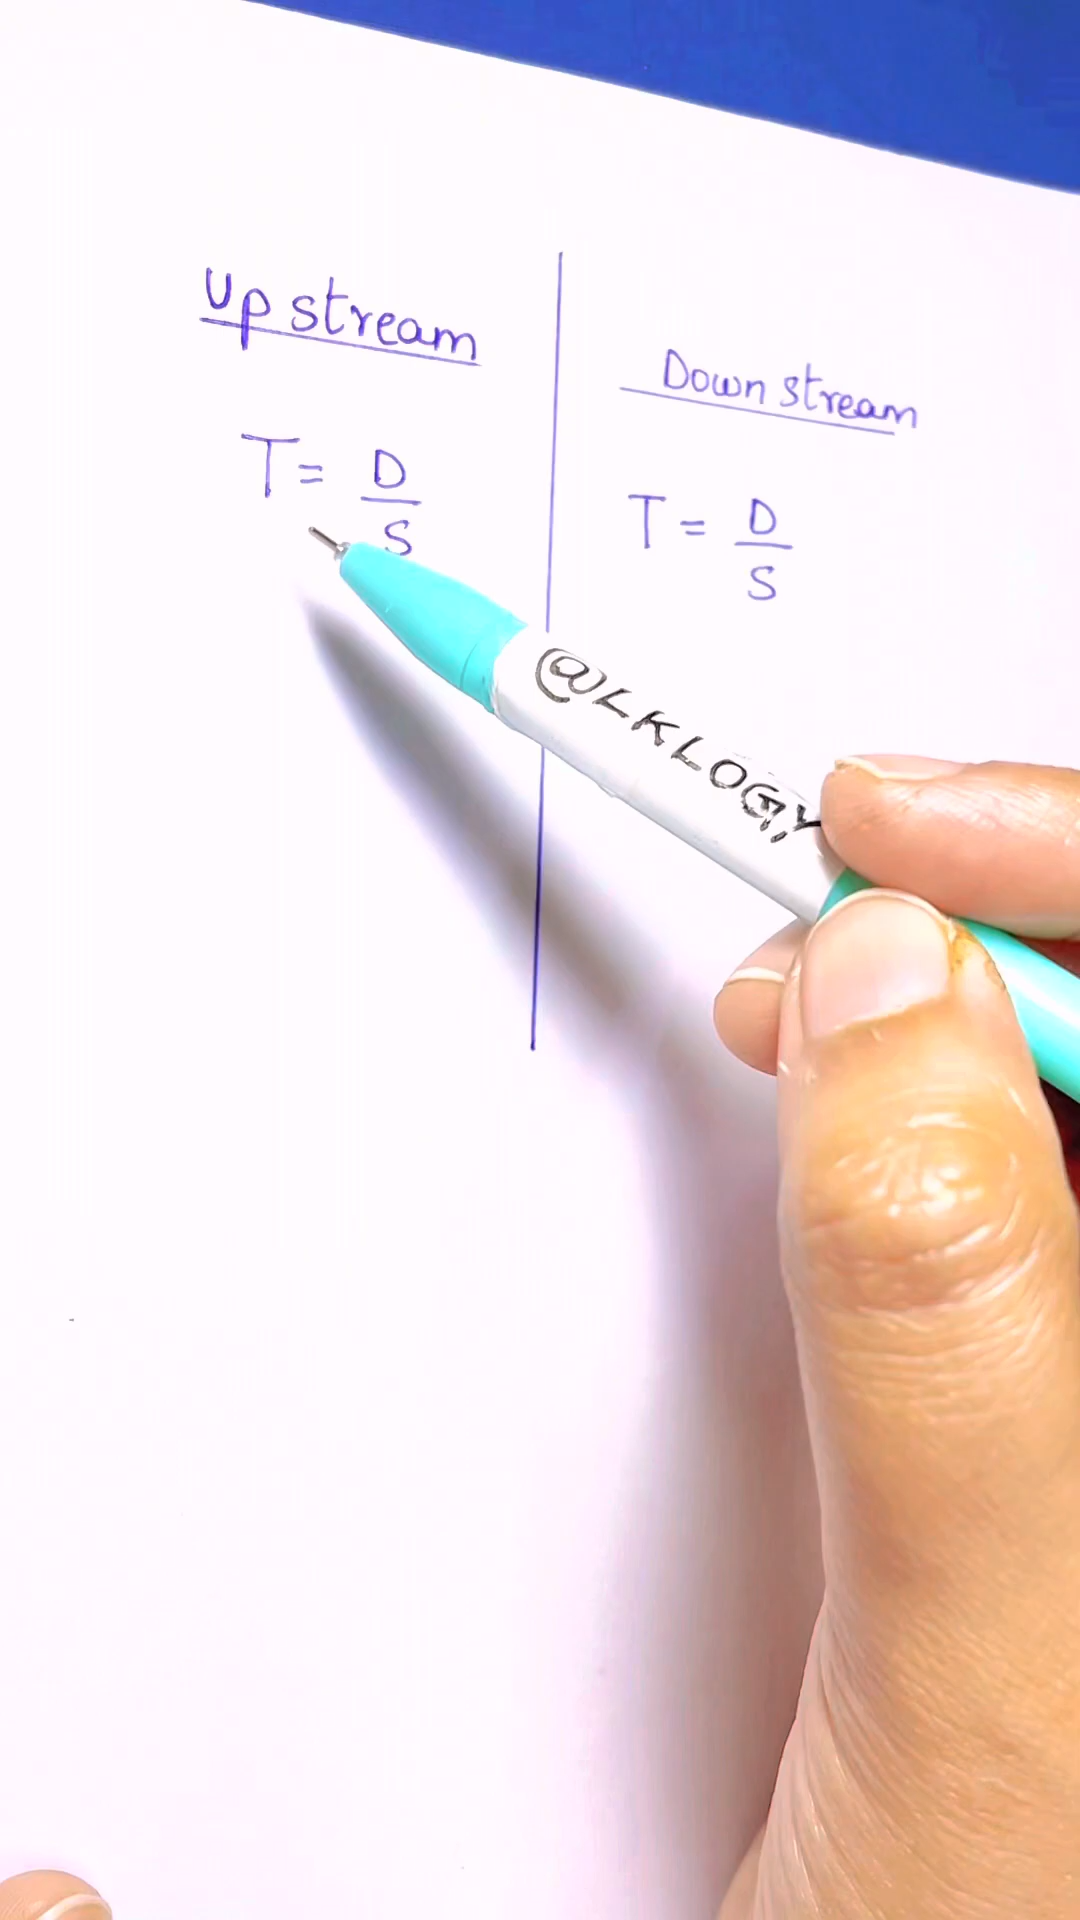 Up stream
T = D
S
Down stream
T = D
S
@LKLOGY